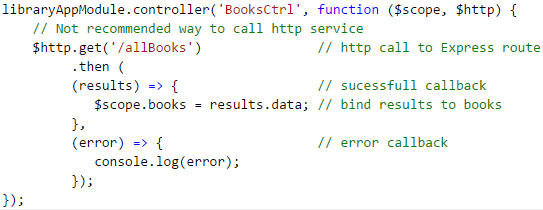 libraryAppModule.controller('BooksCtrl', function ($scope, $http) {
// Not recommended way to call http service
$http.get('/allBooks') // http call to Express route
.then (
(results) => { // sucessfull callback
$scope.books = results.data; // bind results to books
},
(error) => { // error callback
console.log(error);
});
});